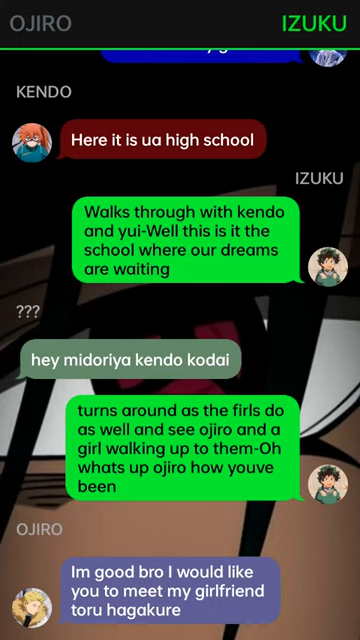 OJIRO IZUKU
KENDO
Here it is ua high school
IZUKU
Walks through with kendo
and yui-Well this is it the
school where our dreams
are waiting
???
hey midoriya kendo kodai
turns around as the firls do
as well and see ojiro and a
girl walking up to them-Oh
whats up ojiro how youve
been
OJIRO
Im good bro I would like
you to meet my girlfriend
toru hagakure